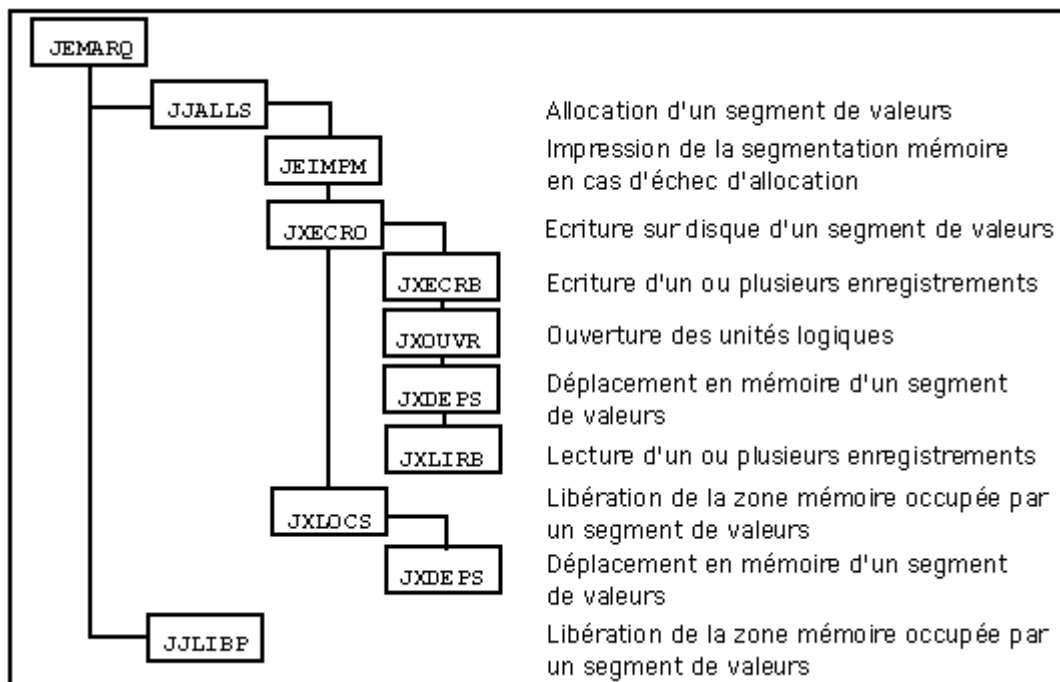 JEMARQ
JJALLS Allocation d'un segment de valeurs
JEIMPM Impression de la segmentation mémoire
en cas d'échec d'allocation
JXECRO Ecriture sur disque d'un segment de valeurs
JXECRB Ecriture d'un ou plusieurs enregistrements
JXOUVR Ouverture des unités logiques
JXDEPS Déplacement en mémoire d'un segment
de valeurs
JXLIRB Lecture d'un ou plusieurs enregistrements
JXLOCS Libération de la zone mémoire occupée par
un segment de valeurs
JXDEPS Déplacement en mémoire d'un segment
de valeurs
JJLIBP Libération de la zone mémoire occupée par
un segment de valeurs